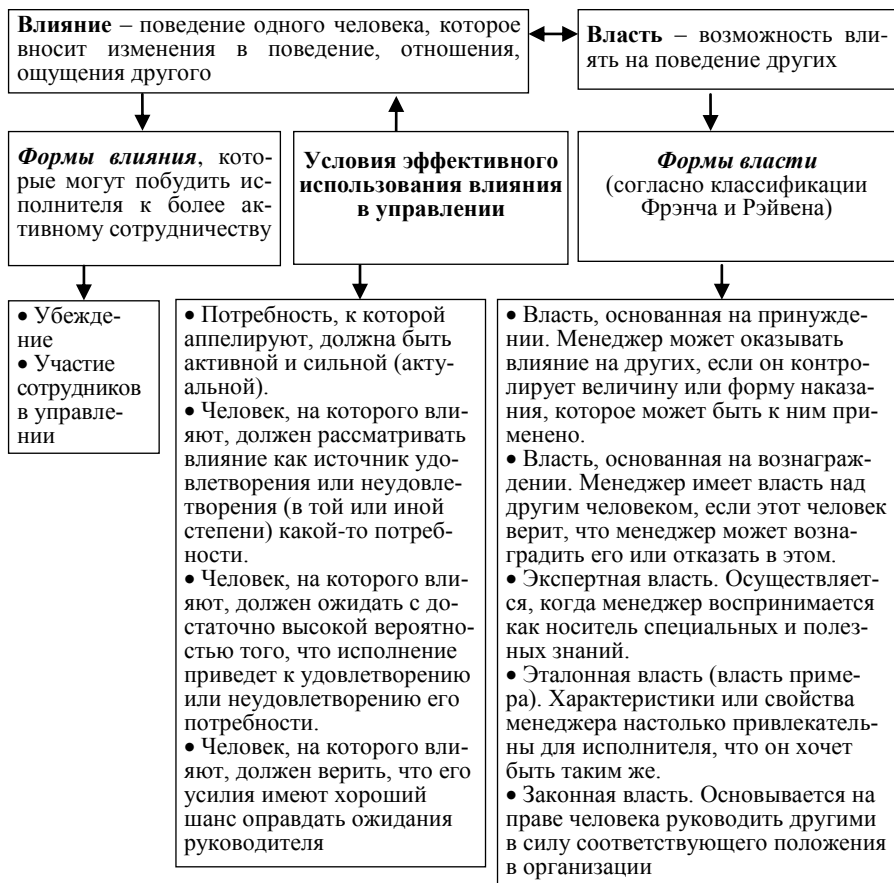 Влияние – поведение одного человека, которое
вносит изменения в поведение, отношения,
ощущения другого
Власть – возможность вли-
ять на поведение других
Формы влияния, кото-
рые могут побудить ис-
полнителя к более ак-
тивному сотрудничеству
Условия эффективного
использования влияния
в управлении
Формы власти
(согласно классификации
Фрэнча и Рэйвена)
• Убежде-
ние
• Участие
сотрудников
в управле-
нии
• Потребность, к которой
аппелируют, должна быть
активной и сильной (акту-
альной).
• Человек, на которого вли-
яют, должен рассматривать
влияние как источник удо-
влетворения или неудовле-
творения (в той или иной
степени) какой-то потреб-
ности.
• Человек, на которого вли-
яют, должен ожидать с до-
статочно высокой вероятно-
стью того, что исполнение
приведет к удовлетворению
или неудовлетворению его
потребности.
• Человек, на которого вли-
яют, должен верить, что его
усилия имеют хороший
шанс оправдать ожидания
руководителя
• Власть, основанная на принужде-
нии. Менеджер может оказывать
влияние на других, если он контро-
лирует величину или форму наказа-
ния, которое может быть к ним при-
менено.
• Власть, основанная на вознаграж-
дении. Менеджер имеет власть над
другим человеком, если этот человек
верит, что менеджер может возна-
градить его или отказать в этом.
• Экспертная власть. Осуществляет-
ся, когда менеджер воспринимается
как носитель специальных и полез-
ных знаний.
• Эталонная власть (власть приме-
ра). Характеристики или свойства
менеджера настолько привлекатель-
ны для исполнителя, что он хочет
быть таким же.
• Законная власть. Основывается на
праве человека руководить другими
в силу соответствующего положения
в организации